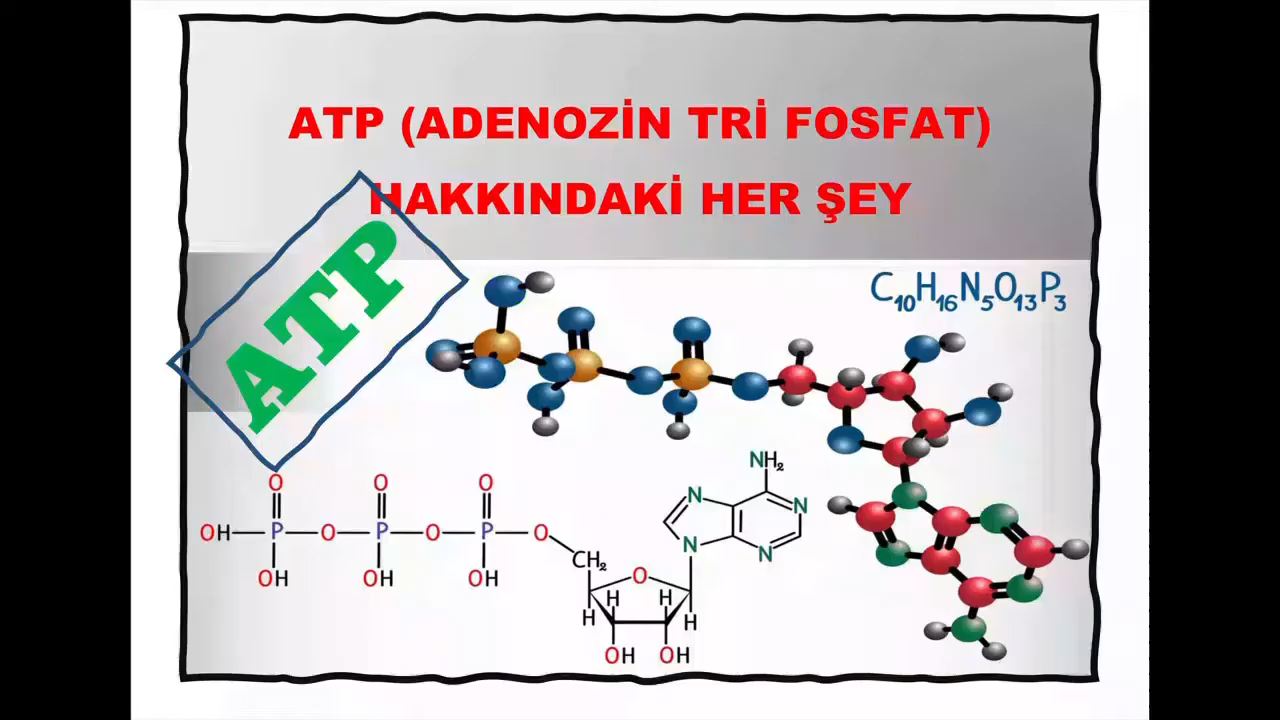 ATP (ADENOZİN TRİ FOSFAT)
HAKKINDAKİ HER ŞEY
ATP
C10H16N5O13P3
NH2
O O O
N N
OH P O P O P O
N N
OH OH OH
CH2
O
H H H H
OH OH